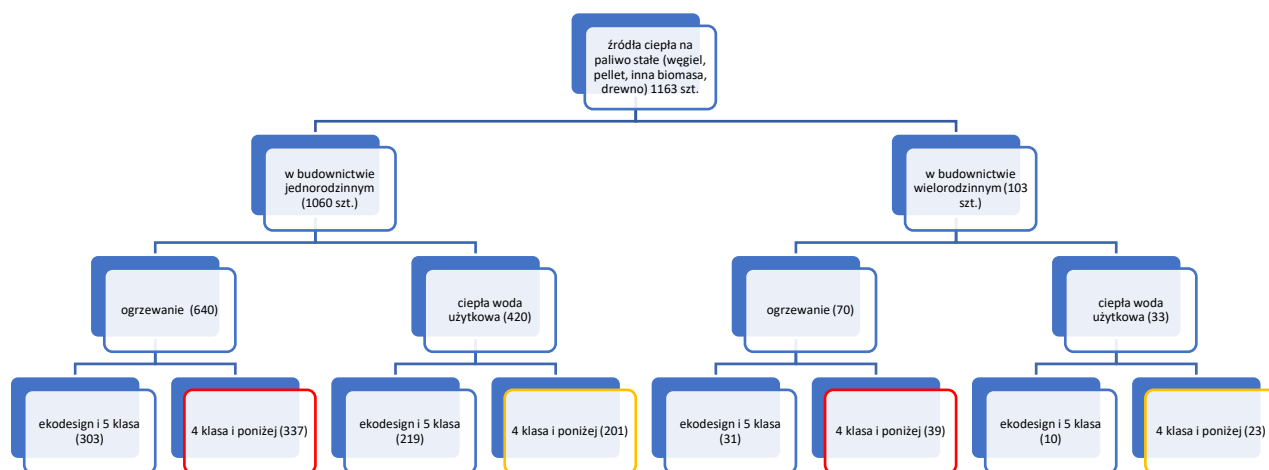 źródła ciepła na
paliwo stałe (węgiel,
pellet, inna biomasa,
drewno) 1163 szt.
w budownictwie
jednorodzinnym
(1060 szt.)
w budownictwie
wielorodzinnym (103
szt.)
ogrzewanie (640)
ciepła woda
użytkowa (420)
ogrzewanie (70)
ciepła woda
użytkowa (33)
ekodesign i 5 klasa
(303)
4 klasa i poniżej (337)
ekodesign i 5 klasa
(219)
4 klasa i poniżej (201)
ekodesign i 5 klasa
(31)
4 klasa i poniżej (39)
ekodesign i 5 klasa
(10)
4 klasa i poniżej (23)